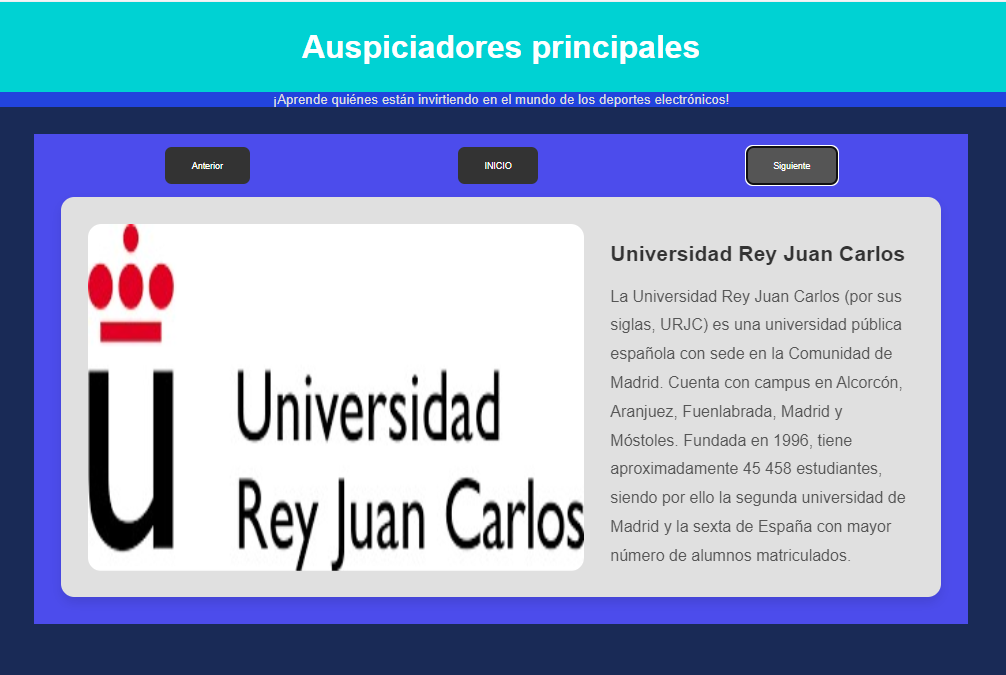 Auspiciadores principales
¡Aprende quiénes están invirtiendo en el mundo de los deportes electrónicos!
Anterior
INICIO
Siguiente
u
Universidad
Rey Juan Carlos
Universidad Rey Juan Carlos
La Universidad Rey Juan Carlos (por sus
siglas, URJC) es una universidad pública
española con sede en la Comunidad de
Madrid. Cuenta con campus en Alcorcón,
Aranjuez, Fuenlabrada, Madrid y
Móstoles. Fundada en 1996, tiene
aproximadamente 45 458 estudiantes,
siendo por ello la segunda universidad de
Madrid y la sexta de España con mayor
número de alumnos matriculados.